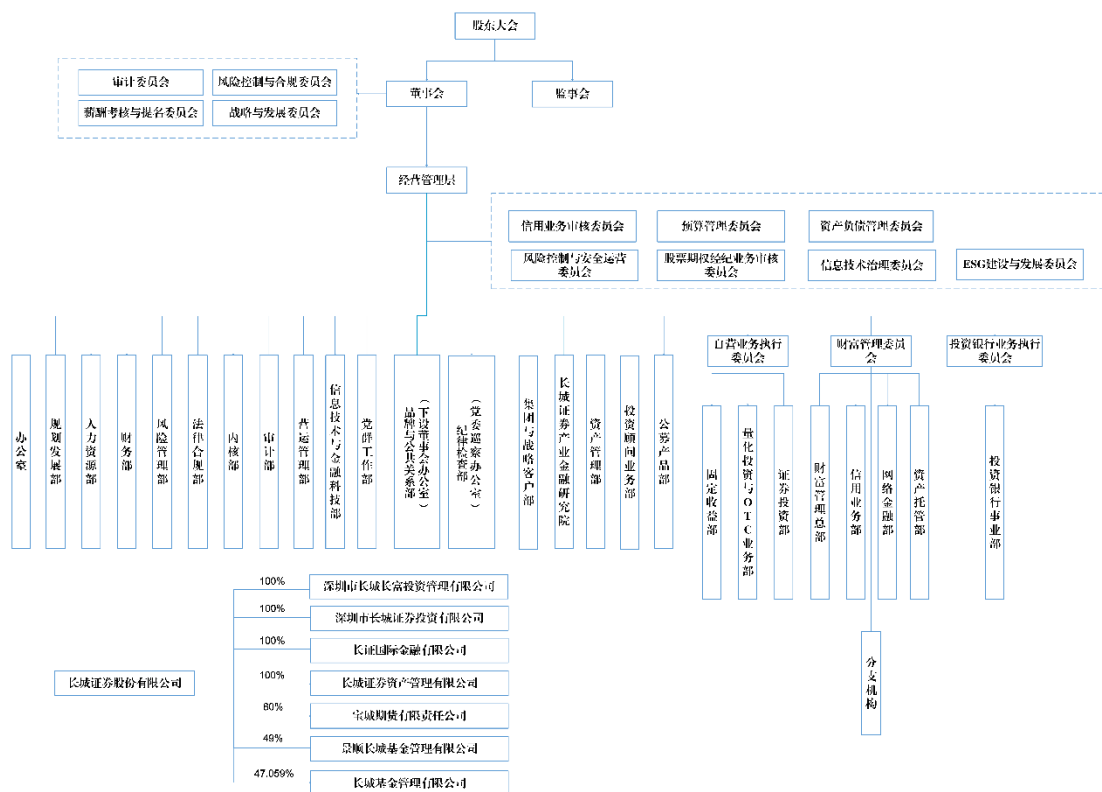 股东大会
董事会
监事会
审计委员会
风险控制与合规委员会
薪酬考核与提名委员会
战略与发展委员会
经营管理层
信用业务审核委员会
预算管理委员会
资产负债管理委员会
风险控制与安全运营
委员会
股票期权经纪业务审核
委员会
信息技术治理委员会
ESG建设与发展委员会
自营业务执行
委员会
财富管理委员
会
投资银行业务执行
委员会
办公室
规划发展部
人力资源部
财务部
风险管理部
法律合规部
内核部
审计部
营运管理部
信息技术与金融科技部
党群工作部
品牌与公共关系部
（下设董事会办公室）
纪律检查部
（党委巡察办公室）
集团与战略客户部
长城证券产业金融研究院
资产管理部
投资顾问业务部
公募产品部
固定收益部
量化投资与OTC业务部
证券投资部
财富管理总部
信用业务部
网络金融部
资产托管部
投资银行事业部
分支机构
长城证券股份有限公司
100%
深圳市长城长富投资管理有限公司
100%
深圳市长城证券投资有限公司
100%
长证国际金融有限公司
100%
长城证券资产管理有限公司
80%
宝城期货有限责任公司
49%
景顺长城基金管理有限公司
47.059%
长城基金管理有限公司